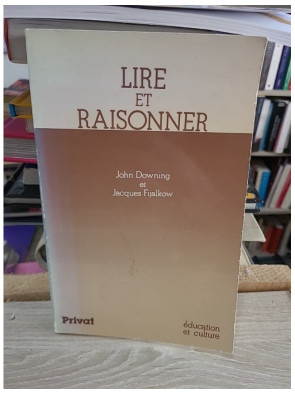 LIRE
ET
RAISONNER
John Downing
et
Jacques Fijalkow
Privat
éducation
et culture